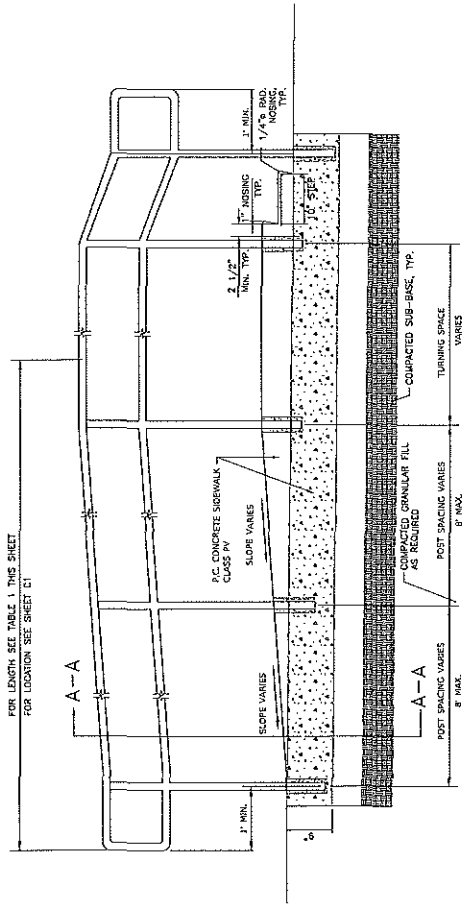 FOR LENGTH SEE TABLE 1 THIS SHEET
FOR LOCATION SEE SHEET C1
A-A
1' MIN.
SLOPE VARIES
SLOPE VARIES
P.C. CONCRETE SIDEWALK
CLASS PV
2 1/2"
MIN. TYP.
1" NOSING
TYP.
1' MIN.
1/4"ø RAD.
NOSING,
TYP.
10" STEP
6"
A-A
COMPACTED GRANULAR FILL
AS REQUIRED
COMPACTED SUB-BASE, TYP.
POST SPACING VARIES
8' MAX.
POST SPACING VARIES
8' MAX.
TURNING SPACE
VARIES